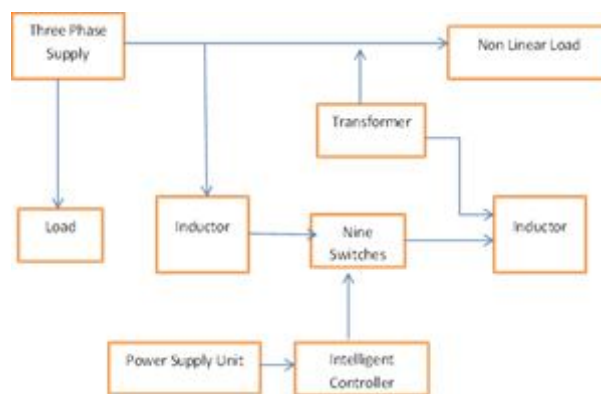 Three Phase
Supply
Non Linear Load
Transformer
Load
Inductor
Nine
Switches
Inductor
Power Supply Unit
Intelligent
Controller